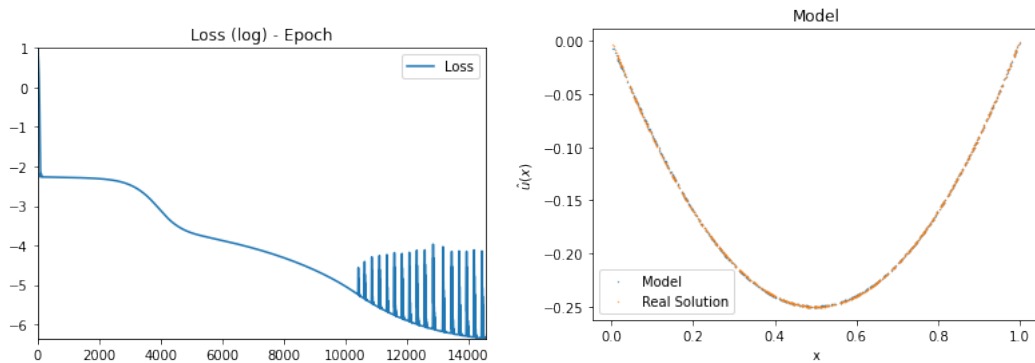 Loss (log) - Epoch
1
0
−1
−2
−3
−4
−5
−6
Loss
0 2000 4000 6000 8000 10000 12000 14000
Model
0.00
−0.05
−0.10
−0.15
−0.20
−0.25
û(x)
Model
Real Solution
0.0 0.2 0.4 0.6 0.8 1.0
x